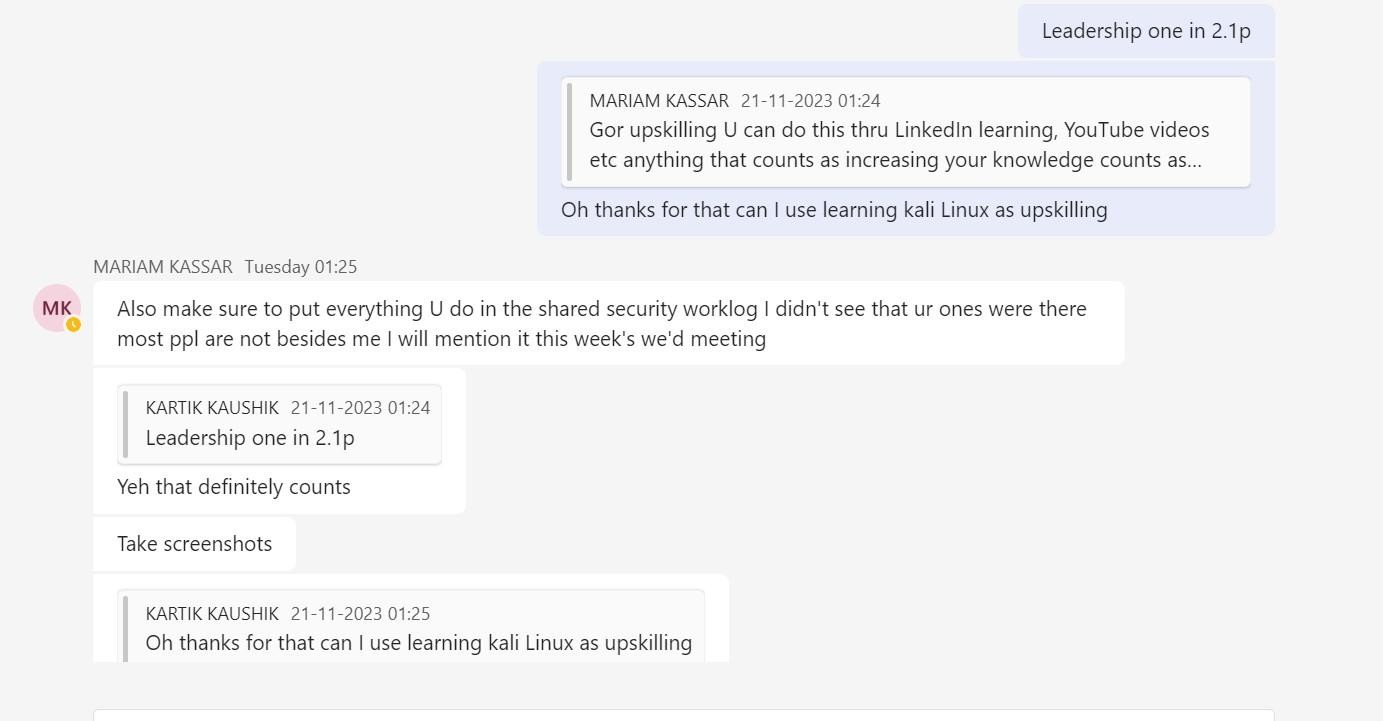 Leadership one in 2.1p
MARIAM KASSAR 21-11-2023 01:24
Gor upskilling U can do this thru LinkedIn learning, YouTube videos
etc anything that counts as increasing your knowledge counts as...
Oh thanks for that can I use learning kali Linux as upskilling
MARIAM KASSAR Tuesday 01:25
MK
Also make sure to put everything U do in the shared security worklog I didn't see that ur ones were there
most ppl are not besides me I will mention it this week's we'd meeting
KARTIK KAUSHIK 21-11-2023 01:24
Leadership one in 2.1p
Yeh that definitely counts
Take screenshots
KARTIK KAUSHIK 21-11-2023 01:25
Oh thanks for that can I use learning kali Linux as upskilling